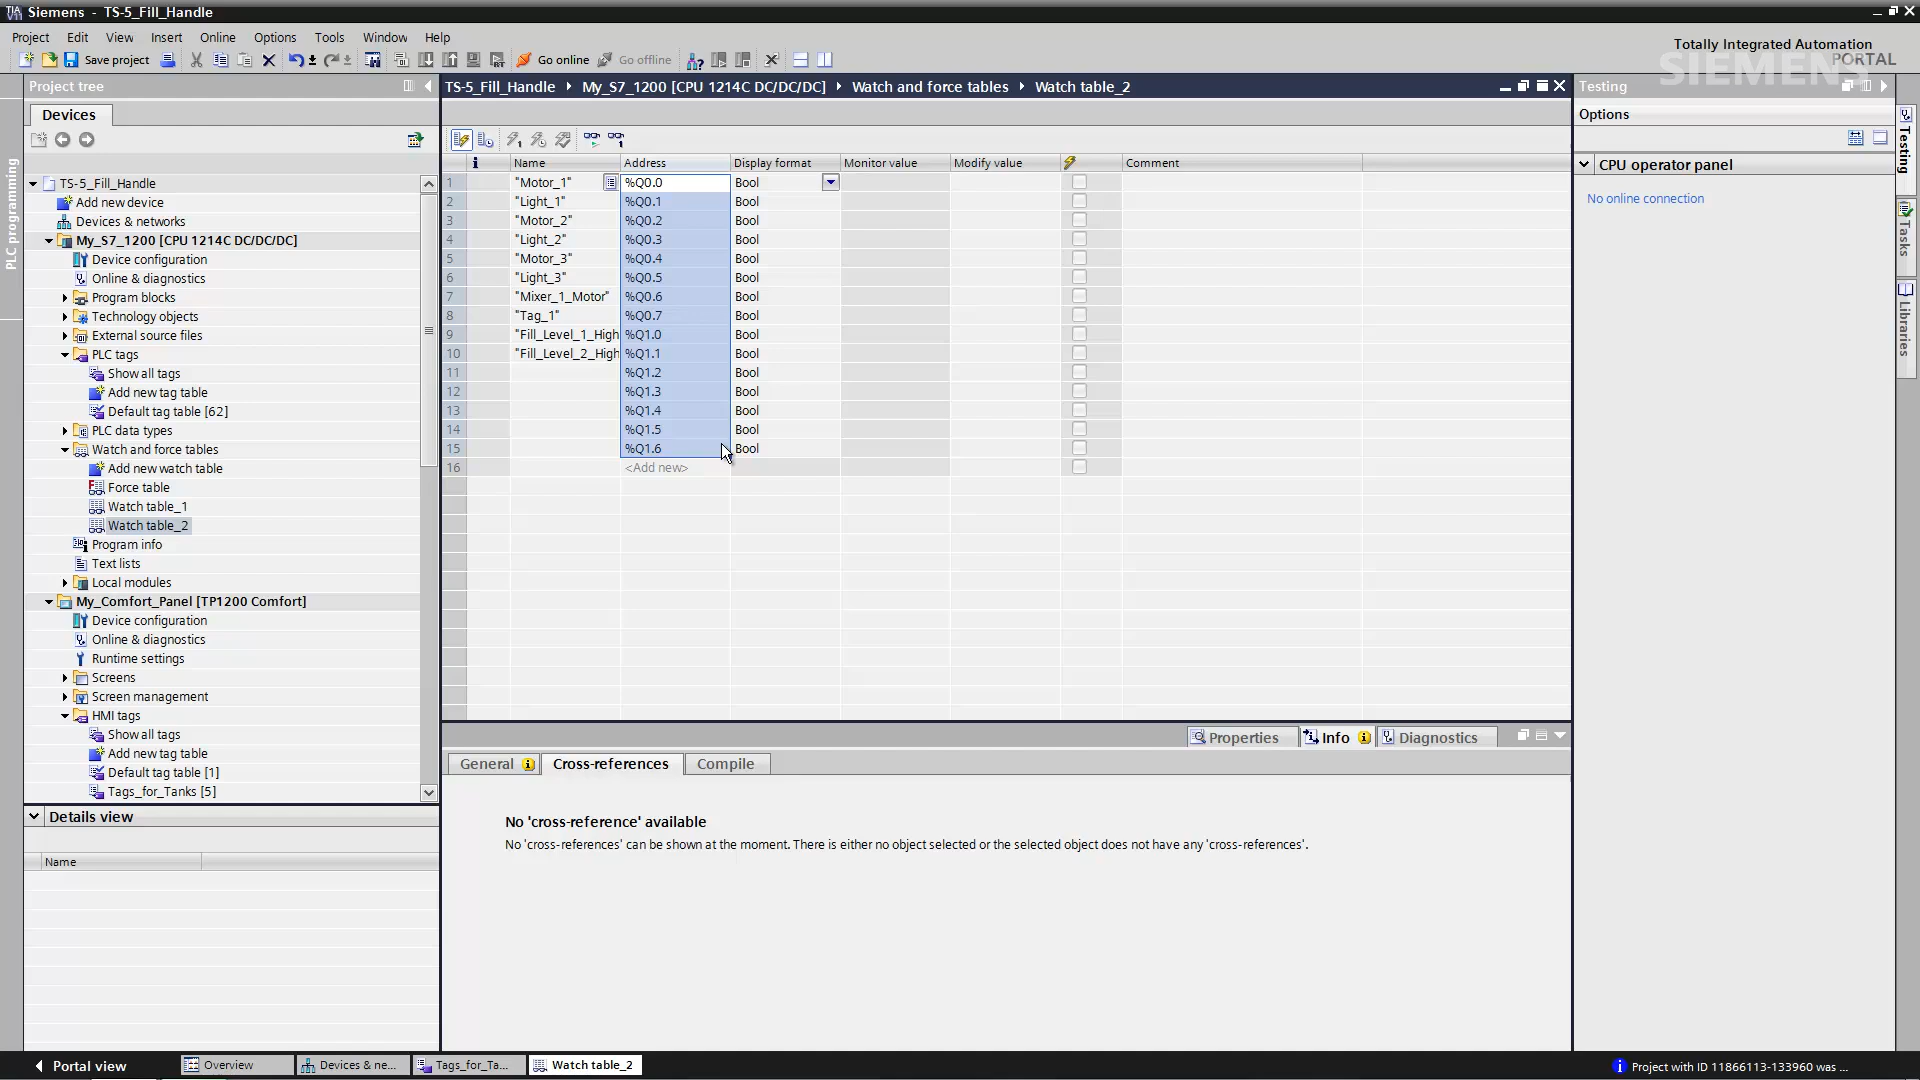 Siemens - TS-5_Fill_Handle
Project Edit View Insert Online Options Tools Window Help
Save project Go online Go offline
Totally Integrated Automation
PORTAL
SIEMENS
Project tree
TS-5_Fill_Handle My_S7_1200 [CPU 1214C DC/DC/DC] Watch and force tables Watch table_2
Testing
Devices
Options
CPU operator panel
No online connection
Testing
Tasks
Libraries
PLC programming
TS-5_Fill_Handle
Add new device
Devices & networks
My_S7_1200 [CPU 1214C DC/DC/DC]
Device configuration
Online & diagnostics
Program blocks
Technology objects
External source files
PLC tags
Show all tags
Add new tag table
Default tag table [62]
PLC data types
Watch and force tables
Add new watch table
Force table
Watch table_1
Watch table_2
Program info
Text lists
Local modules
My_Comfort_Panel [TP1200 Comfort]
Device configuration
Online & diagnostics
Runtime settings
Screens
Screen management
HMI tags
Show all tags
Add new tag table
Default tag table [1]
Tags_for_Tanks [5]
i Name Address Display format Monitor value Modify value Comment
1 "Motor_1" %Q0.0 Bool
2 "Light_1" %Q0.1 Bool
3 "Motor_2" %Q0.2 Bool
4 "Light_2" %Q0.3 Bool
5 "Motor_3" %Q0.4 Bool
6 "Light_3" %Q0.5 Bool
7 "Mixer_1_Motor" %Q0.6 Bool
8 "Tag_1" %Q0.7 Bool
9 "Fill_Level_1_High %Q1.0 Bool
10 "Fill_Level_2_High %Q1.1 Bool
11 %Q1.2 Bool
12 %Q1.3 Bool
13 %Q1.4 Bool
14 %Q1.5 Bool
15 %Q1.6 Bool
16 <Add new>
Properties Info Diagnostics
General Cross-references Compile
No 'cross-reference' available
No 'cross-references' can be shown at the moment. There is either no object selected or the selected object does not have any 'cross-references'.
Details view
Name
Portal view Overview Devices & ne... Tags_for_Ta... Watch table_2
Project with ID 11866113-133960 was ...